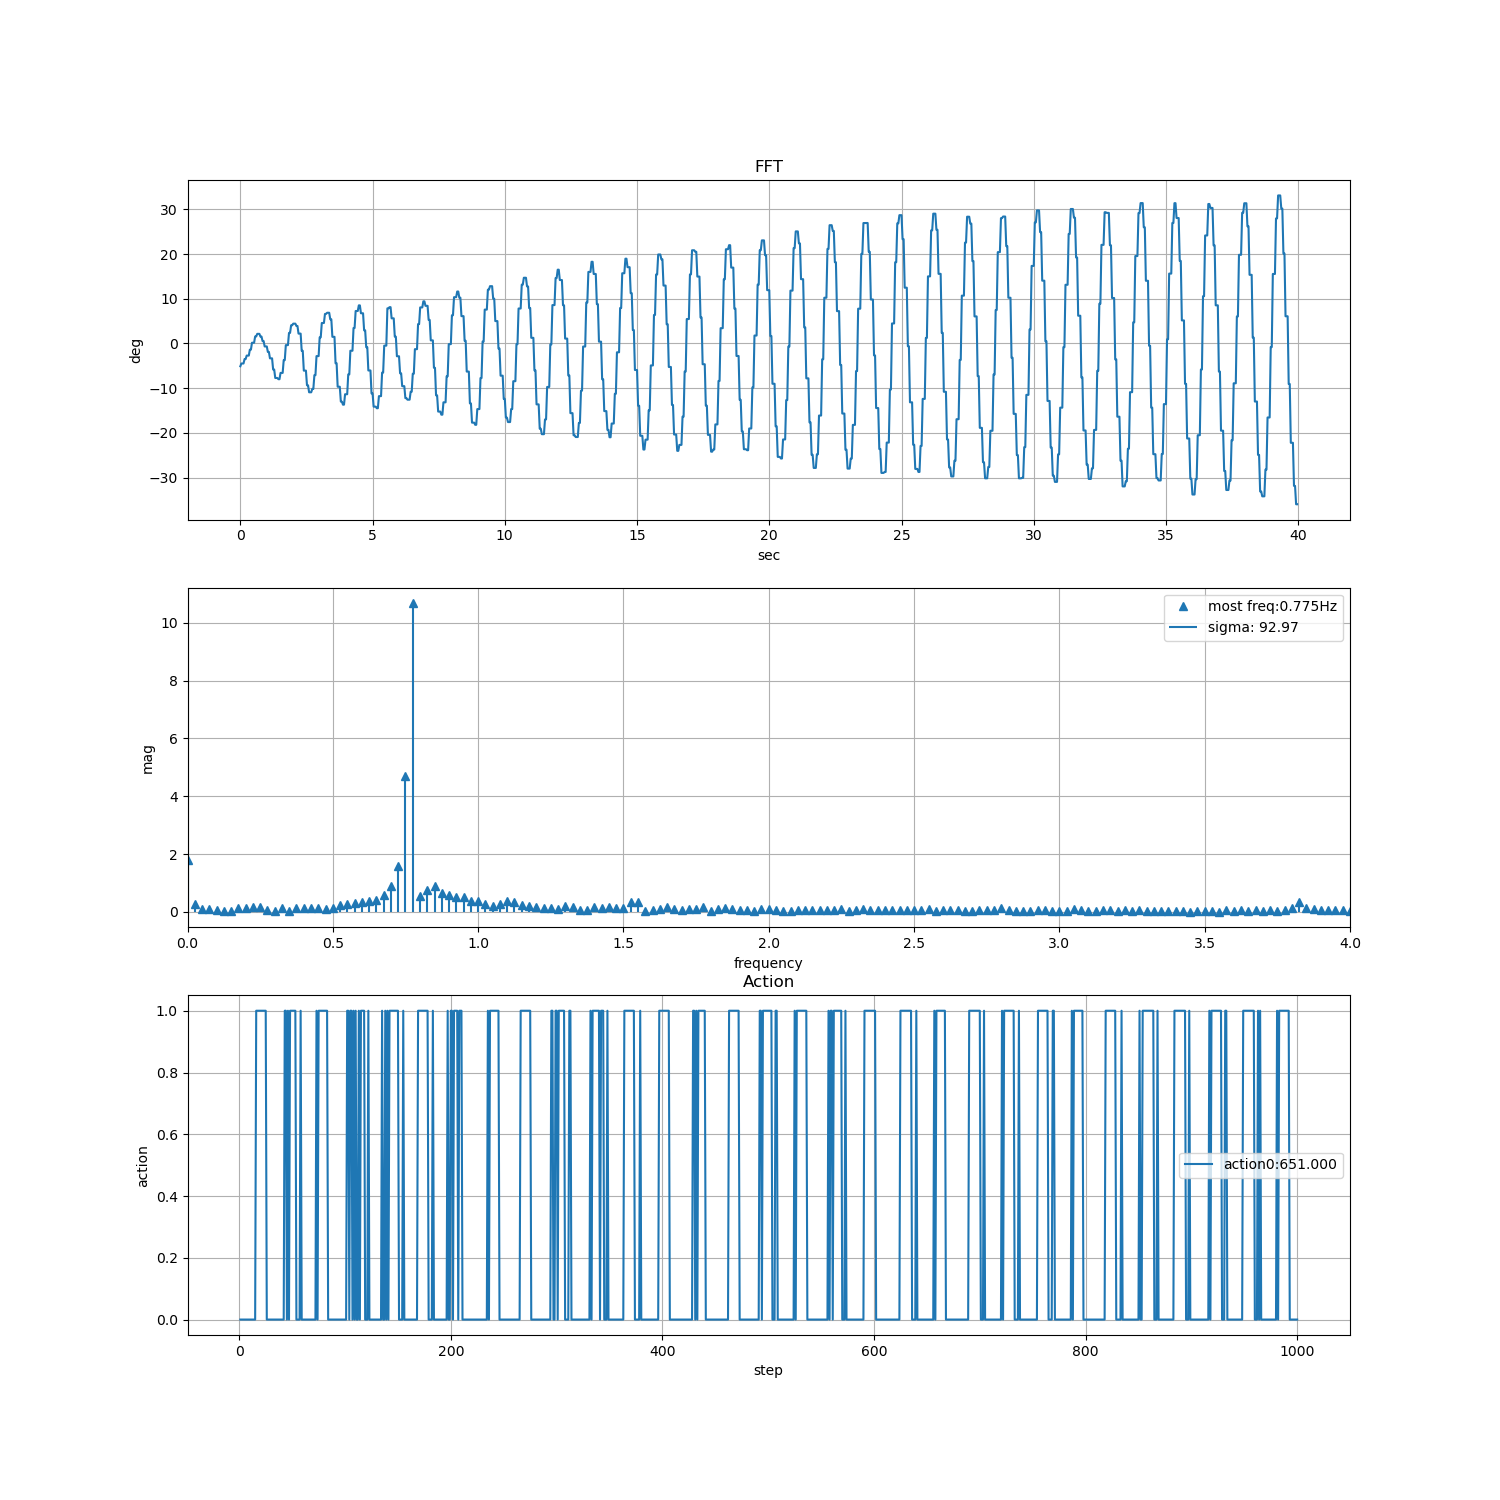 FFT
30
20
10
0
−10
−20
−30
deg
0 5 10 15 20 25 30 35 40
sec
most freq:0.775Hz
sigma: 92.97
10
8
6
4
2
0
mag
0.0 0.5 1.0 1.5 2.0 2.5 3.0 3.5 4.0
frequency
Action
1.0
0.8
0.6
0.4
0.2
0.0
action
action0:651.000
0 200 400 600 800 1000
step